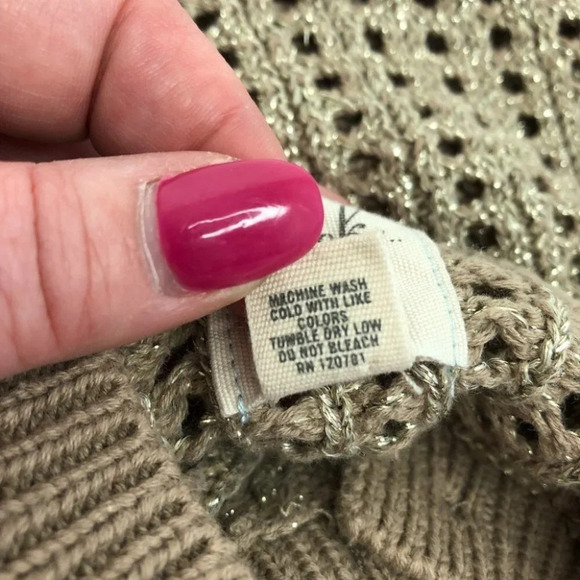 MACHINE WASH
COLD WITH LIKE
COLORS
TUMBLE DRY LOW
DO NOT BLEACH
RN 120781